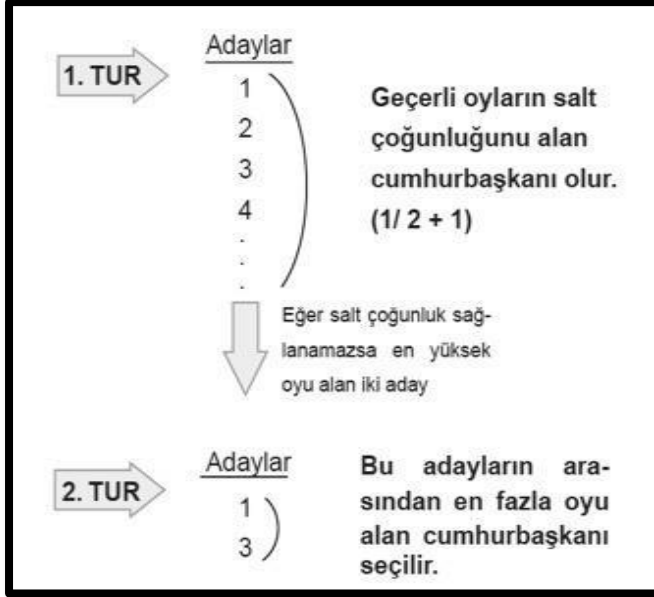 1. TUR
Adaylar
1
2
3
4
.
.
.
Geçerli oyların salt
çoğunluğunu alan
cumhurbaşkanı olur.
(1/ 2 + 1)
Eğer salt çoğunluk sağ-
lanamazsa en yüksek
oyu alan iki aday
2. TUR
Adaylar
1
3
Bu adayların ara-
sından en fazla oyu
alan cumhurbaşkanı
seçilir.